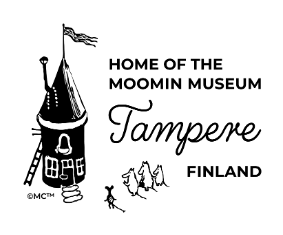 HOME OF THE
MOOMIN MUSEUM
Tampere
FINLAND
©MC™